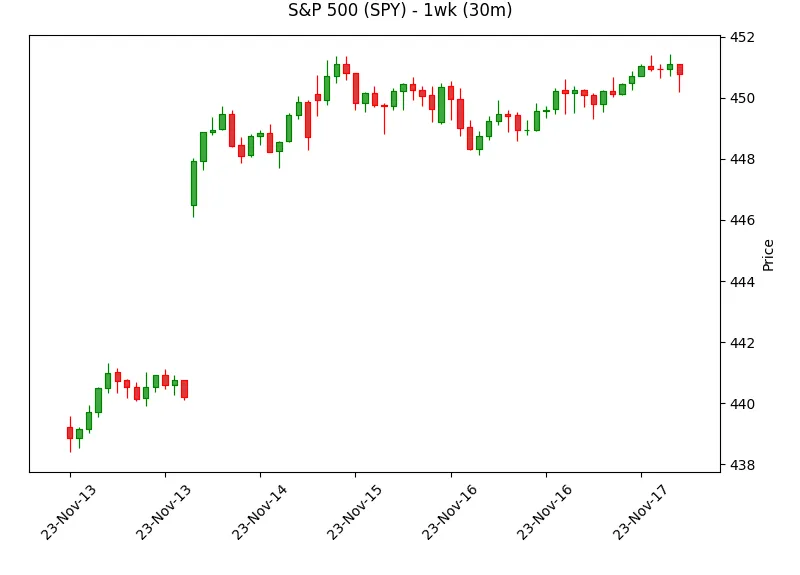 S&P 500 (SPY) - 1wk (30m)
452
450
448
446
444
442
440
438
Price
23-Nov-13
23-Nov-13
23-Nov-14
23-Nov-15
23-Nov-16
23-Nov-16
23-Nov-17